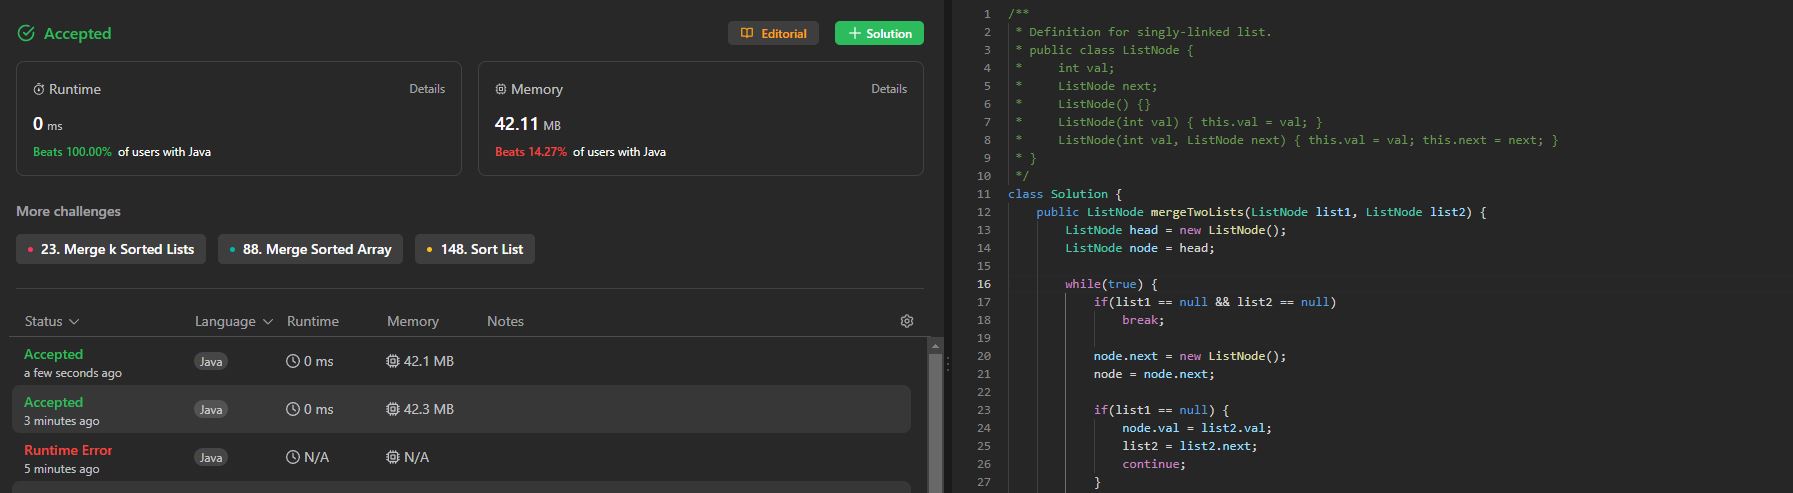 Accepted
Editorial
+ Solution
Runtime
Details
0 ms
Beats 100.00% of users with Java
Memory
Details
42.11 MB
Beats 14.27% of users with Java
More challenges
• 23. Merge k Sorted Lists
• 88. Merge Sorted Array
• 148. Sort List
Status Language Runtime Memory Notes
Accepted
a few seconds ago
Java 0 ms 42.1 MB
Accepted
3 minutes ago
Java 0 ms 42.3 MB
Runtime Error
5 minutes ago
Java N/A N/A
1 /**
2  * Definition for singly-linked list.
3  * public class ListNode {
4  *     int val;
5  *     ListNode next;
6  *     ListNode() {}
7  *     ListNode(int val) { this.val = val; }
8  *     ListNode(int val, ListNode next) { this.val = val; this.next = next; }
9  * }
10  */
11 class Solution {
12     public ListNode mergeTwoLists(ListNode list1, ListNode list2) {
13         ListNode head = new ListNode();
14         ListNode node = head;
15
16         while(true) {
17             if(list1 == null && list2 == null)
18                 break;
19
20             node.next = new ListNode();
21             node = node.next;
22
23             if(list1 == null) {
24                 node.val = list2.val;
25                 list2 = list2.next;
26                 continue;
27             }